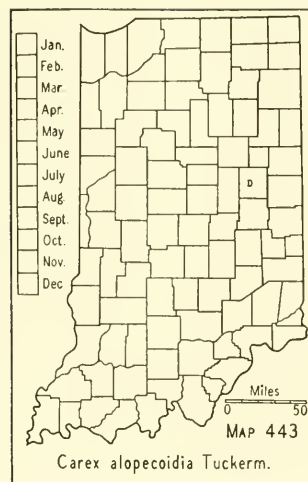 Jan.
Feb.
Mar.
Apr.
May
June
July
Aug.
Sept.
Oct.
Nov.
Dec
D
Miles
0 50
MAP 443
Carex alopecoidia Tuckerm.